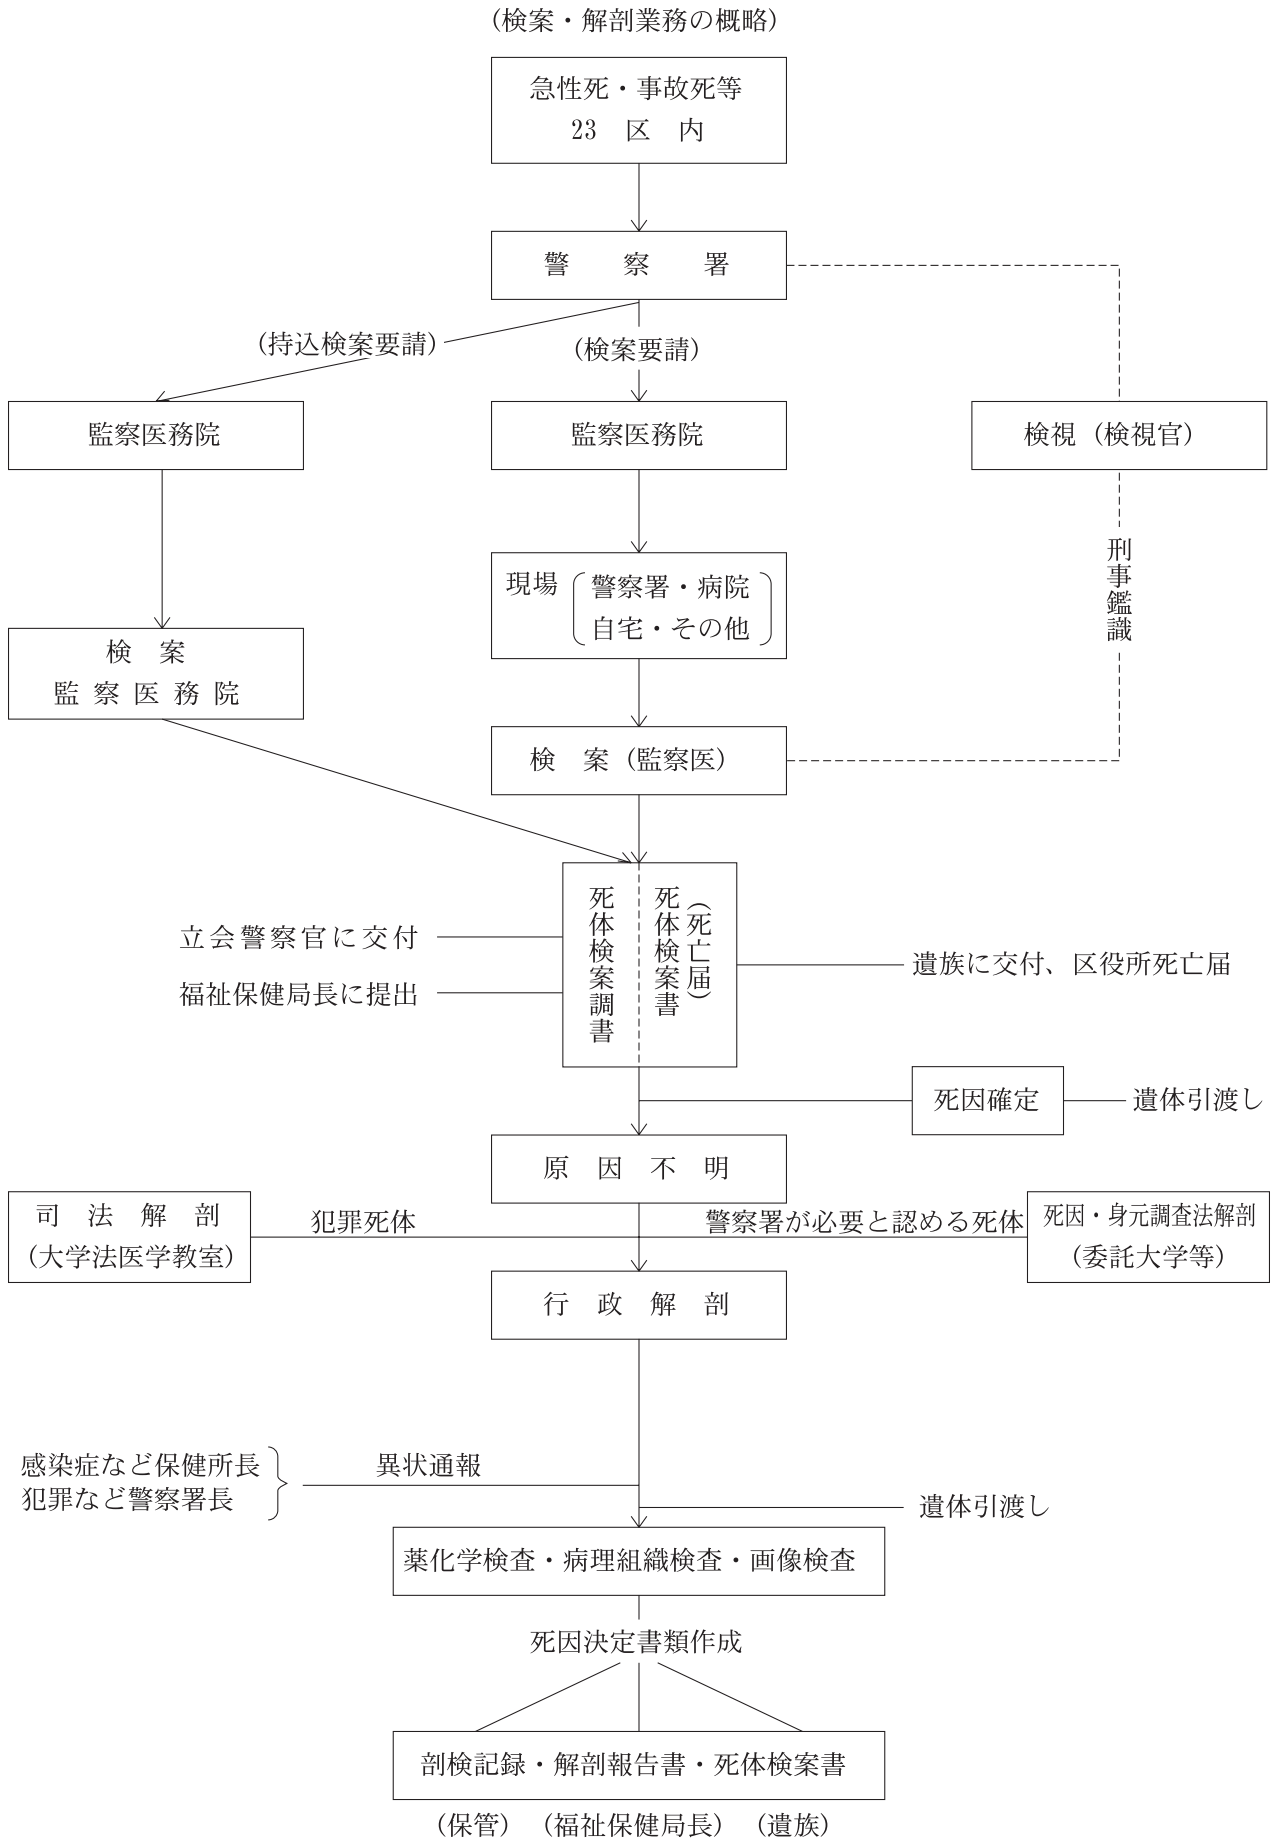 （検案・解剖業務の概略）
急性死・事故死等
23　区　内
警　察　署
（持込検案要請）
（検案要請）
監察医務院
監察医務院
検視（検視官）
現場
警察署・病院
自宅・その他
刑事鑑識
検　案
監察医務院
検　案（監察医）
死体検案調書
死体検案書
（死亡届）
立会警察官に交付
福祉保健局長に提出
遺族に交付、区役所死亡届
死因確定
遺体引渡し
原因不明
司法解剖
（大学法医学教室）
犯罪死体
警察署が必要と認める死体
死因・身元調査法解剖
（委託大学等）
行政解剖
感染症など保健所長
犯罪など警察署長
異状通報
遺体引渡し
薬化学検査・病理組織検査・画像検査
死因決定書類作成
剖検記録・解剖報告書・死体検案書
（保管）（福祉保健局長）（遺族）